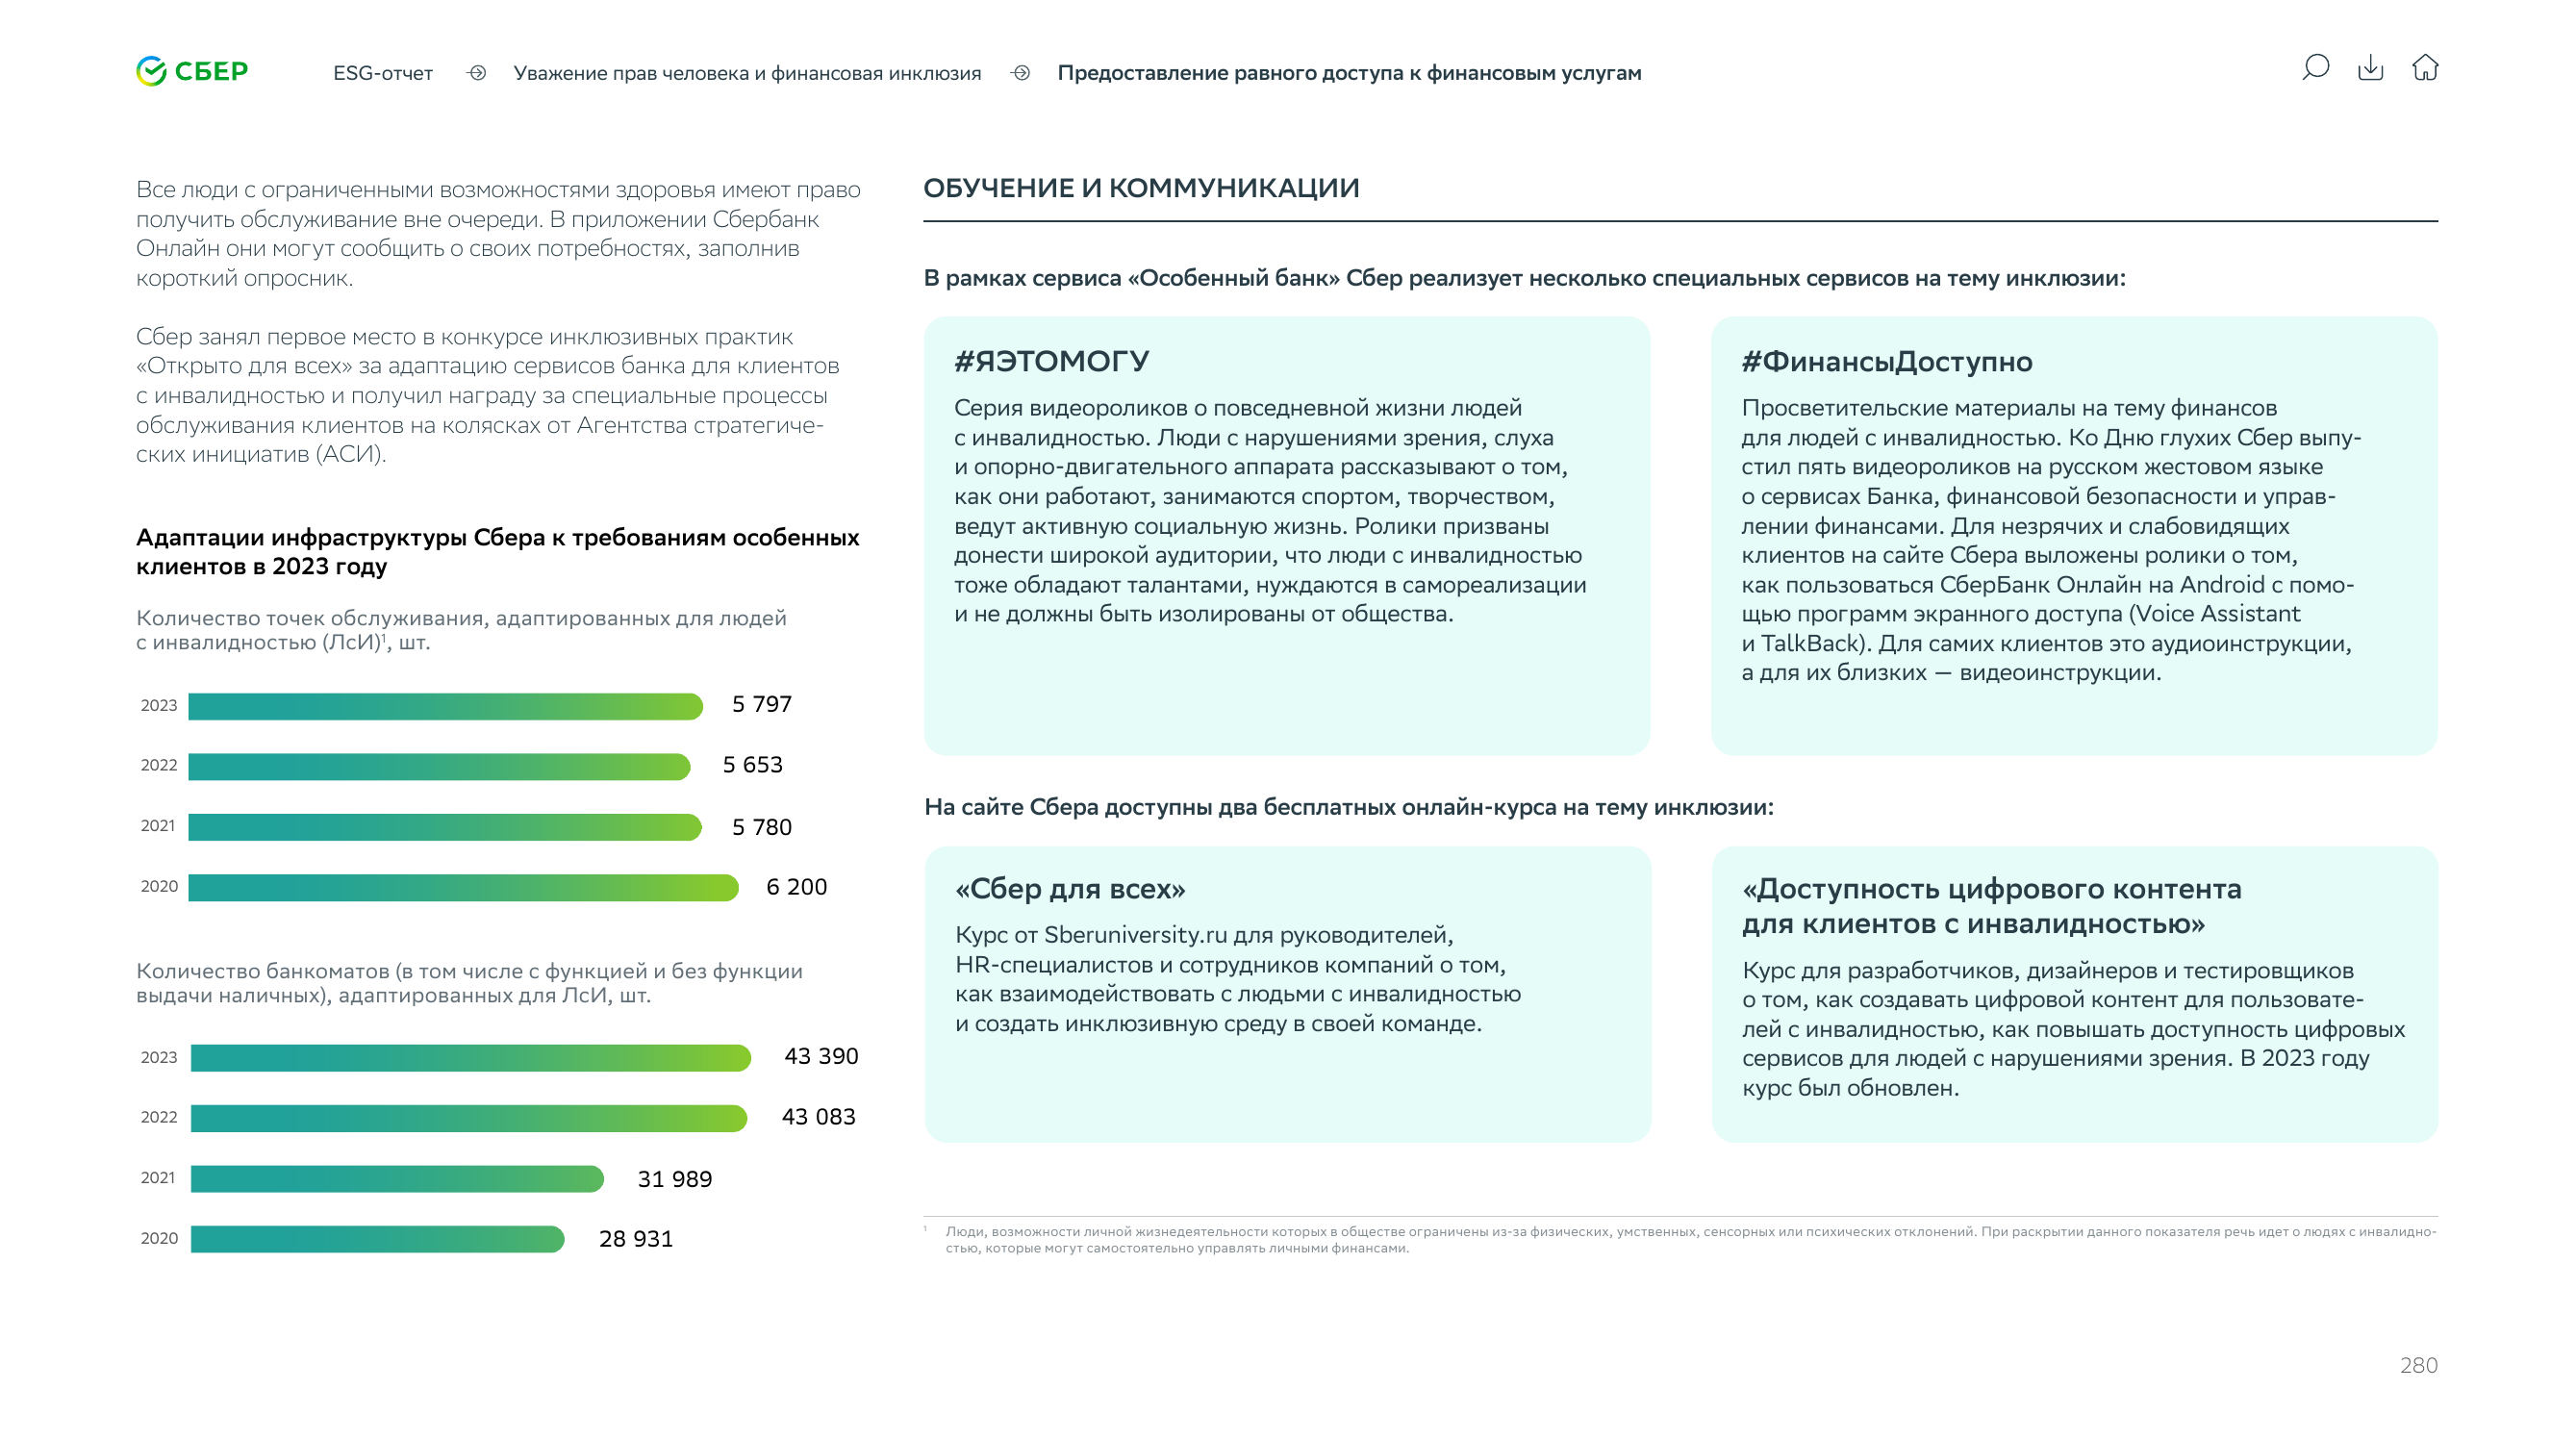 СБЕР
ESG-отчет
Уважение прав человека и финансовая инклюзия
Предоставление равного доступа к финансовым услугам
Все люди с ограниченными возможностями здоровья имеют право
получить обслуживание вне очереди. В приложении Сбербанк
Онлайн они могут сообщить о своих потребностях, заполнив
короткий опросник.
Сбер занял первое место в конкурсе инклюзивных практик
«Открыто для всех» за адаптацию сервисов банка для клиентов
с инвалидностью и получил награду за специальные процессы
обслуживания клиентов на колясках от Агентства стратегиче-
ских инициатив (АСИ).
Адаптации инфраструктуры Сбера к требованиям особенных
клиентов в 2023 году
Количество точек обслуживания, адаптированных для людей
с инвалидностью (ЛсИ)¹, шт.
2023 5 797
2022 5 653
2021 5 780
2020 6 200
Количество банкоматов (в том числе с функцией и без функции
выдачи наличных), адаптированных для ЛсИ, шт.
2023 43 390
2022 43 083
2021 31 989
2020 28 931
ОБУЧЕНИЕ И КОММУНИКАЦИИ
В рамках сервиса «Особенный банк» Сбер реализует несколько специальных сервисов на тему инклюзии:
#ЯЭТОМОГУ
Серия видеороликов о повседневной жизни людей
с инвалидностью. Люди с нарушениями зрения, слуха
и опорно-двигательного аппарата рассказывают о том,
как они работают, занимаются спортом, творчеством,
ведут активную социальную жизнь. Ролики призваны
донести широкой аудитории, что люди с инвалидностью
тоже обладают талантами, нуждаются в самореализации
и не должны быть изолированы от общества.
#ФинансыДоступно
Просветительские материалы на тему финансов
для людей с инвалидностью. Ко Дню глухих Сбер выпу-
стил пять видеороликов на русском жестовом языке
о сервисах Банка, финансовой безопасности и управ-
лении финансами. Для незрячих и слабовидящих
клиентов на сайте Сбера выложены ролики о том,
как пользоваться СберБанк Онлайн на Android с помо-
щью программ экранного доступа (Voice Assistant
и TalkBack). Для самих клиентов это аудиоинструкции,
а для их близких — видеоинструкции.
На сайте Сбера доступны два бесплатных онлайн-курса на тему инклюзии:
«Сбер для всех»
Курс от Sberuniversity.ru для руководителей,
HR-специалистов и сотрудников компаний о том,
как взаимодействовать с людьми с инвалидностью
и создать инклюзивную среду в своей команде.
«Доступность цифрового контента
для клиентов с инвалидностью»
Курс для разработчиков, дизайнеров и тестировщиков
о том, как создавать цифровой контент для пользовате-
лей с инвалидностью, как повышать доступность цифровых
сервисов для людей с нарушениями зрения. В 2023 году
курс был обновлен.
¹ Люди, возможности личной жизнедеятельности которых в обществе ограничены из-за физических, умственных, сенсорных или психических отклонений. При раскрытии данного показателя речь идет о людях с инвалидно-
стью, которые могут самостоятельно управлять личными финансами.
280